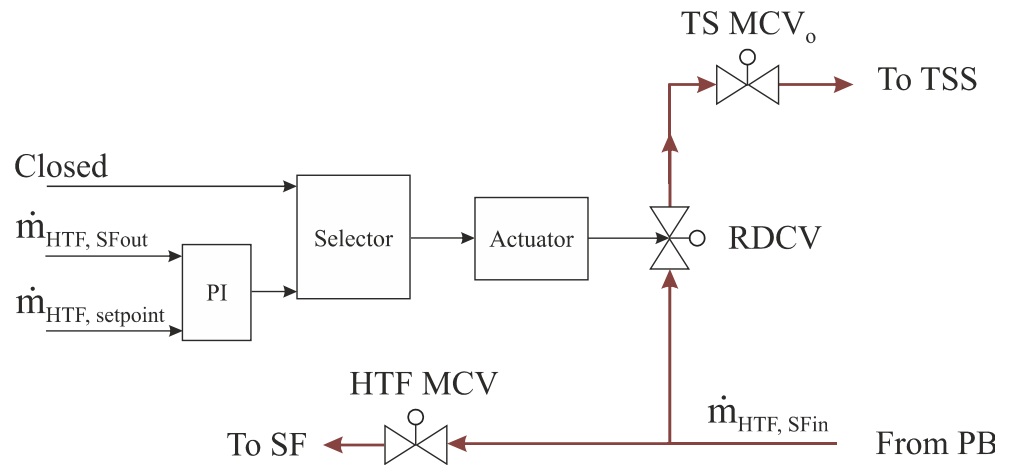 TS MCVo
To TSS
Closed
ṁHTF, SFout
Selector
Actuator
RDCV
PI
ṁHTF, setpoint
HTF MCV
ṁHTF, SFin
To SF
From PB